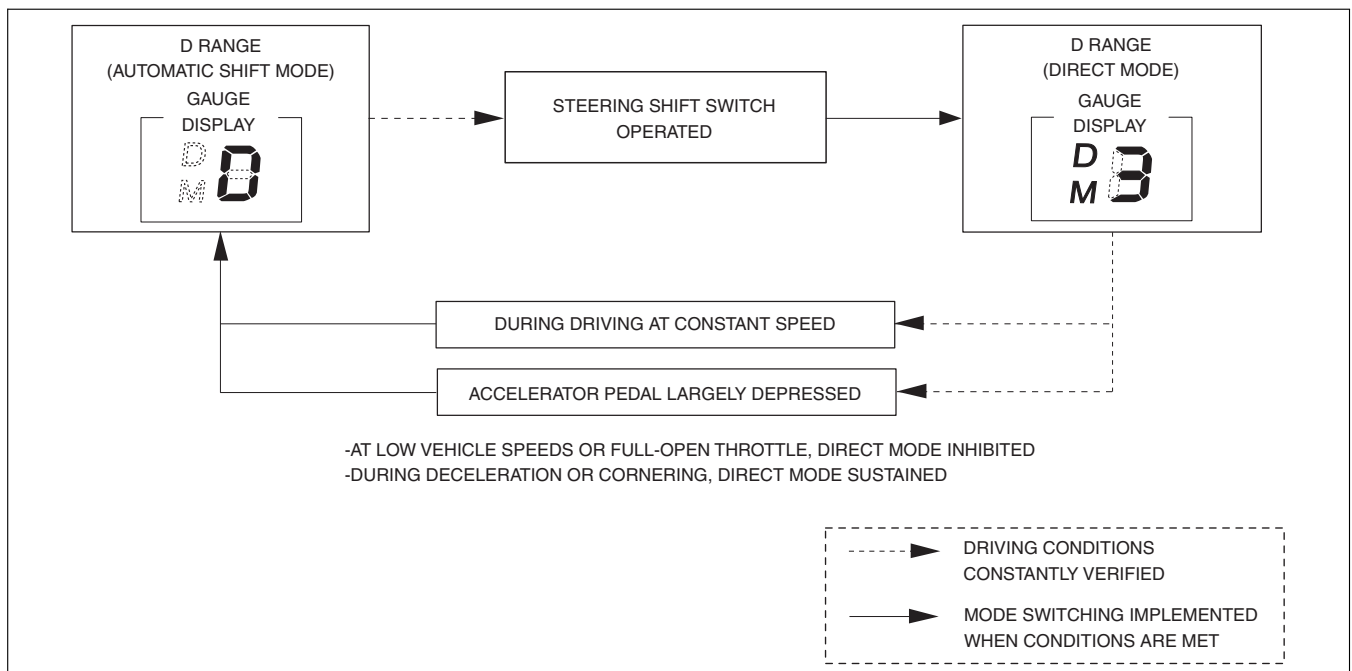 D RANGE
(AUTOMATIC SHIFT MODE)
GAUGE
DISPLAY
D
M
0
STEERING SHIFT SWITCH
OPERATED
D RANGE
(DIRECT MODE)
GAUGE
DISPLAY
D
M
3
DURING DRIVING AT CONSTANT SPEED
ACCELERATOR PEDAL LARGELY DEPRESSED
-AT LOW VEHICLE SPEEDS OR FULL-OPEN THROTTLE, DIRECT MODE INHIBITED
-DURING DECELERATION OR CORNERING, DIRECT MODE SUSTAINED
DRIVING CONDITIONS
CONSTANTLY VERIFIED
MODE SWITCHING IMPLEMENTED
WHEN CONDITIONS ARE MET